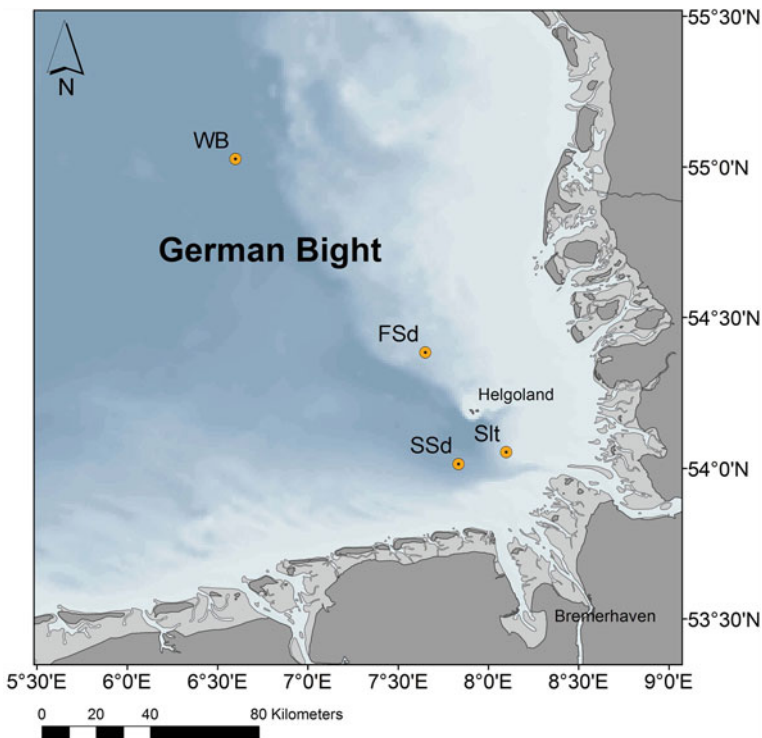 N
55°30'N
WB
55°0'N
German Bight
54°30'N
FSd
Helgoland
Slt
SSd
54°0'N
53°30'N
Bremerhaven
5°30'E 6°0'E 6°30'E 7°0'E 7°30'E 8°0'E 8°30'E 9°0'E
0 20 40 80 Kilometers